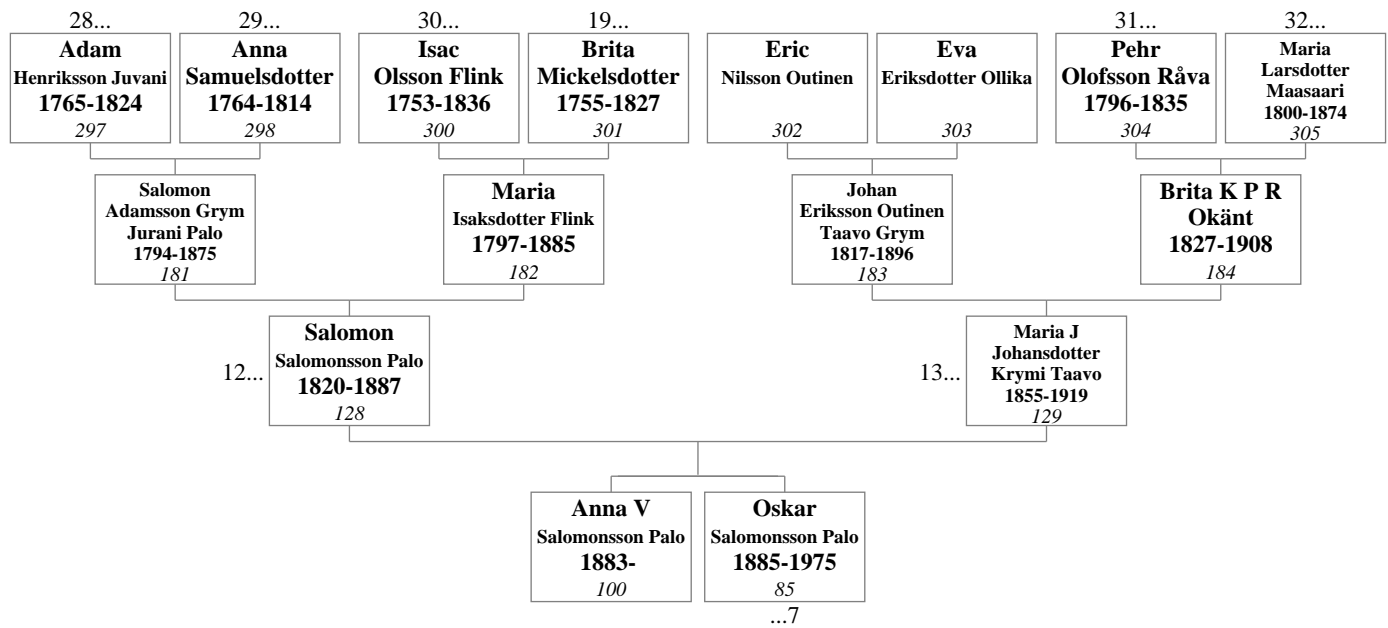 28...
29...
30...
19...
31...
32...
Adam
Henriksson Juvani
1765-1824
297
Anna
Samuelsdotter
1764-1814
298
Isac
Olsson Flink
1753-1836
300
Brita
Mickelsdotter
1755-1827
301
Eric
Nilsson Outinen
302
Eva
Eriksdotter Ollika
303
Pehr
Olofsson Råva
1796-1835
304
Maria
Larsdotter
Maasaari
1800-1874
305
Salomon
Adamsson Grym
Jurani Palo
1794-1875
181
Maria
Isaksdotter Flink
1797-1885
182
Johan
Eriksson Outinen
Taavo Grym
1817-1896
183
Brita K P R
Okänt
1827-1908
184
12...
Salomon
Salomonsson Palo
1820-1887
128
13...
Maria J
Johansdotter
Krymi Taavo
1855-1919
129
Anna V
Salomonsson Palo
1883-
100
Oskar
Salomonsson Palo
1885-1975
85
...7